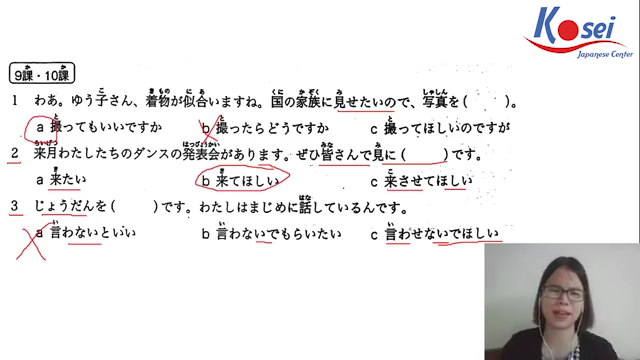 Kosei
Japanese Center
9課・10課
1 わあ。ゆう子さん、着物が似合いますね。国の家族に見せたいので、写真を( )。
a 撮ってもいいですか b 撮ったらどうですか c 撮ってほしいのですが
2 来月わたしたちのダンスの発表会があります。ぜひ皆さんで見に( )です。
a 来たい b 来てほしい c 来させてほしい
3 じょうだんを( )です。わたしはまじめに話しているんです。
a 言わないといい b 言わないでもらいたい c 言わせないでほしい